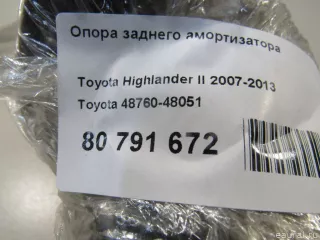 Опора заднего амортизатора
Toyota Highlander II 2007-2013
Toyota 48760-48051
80 791 672